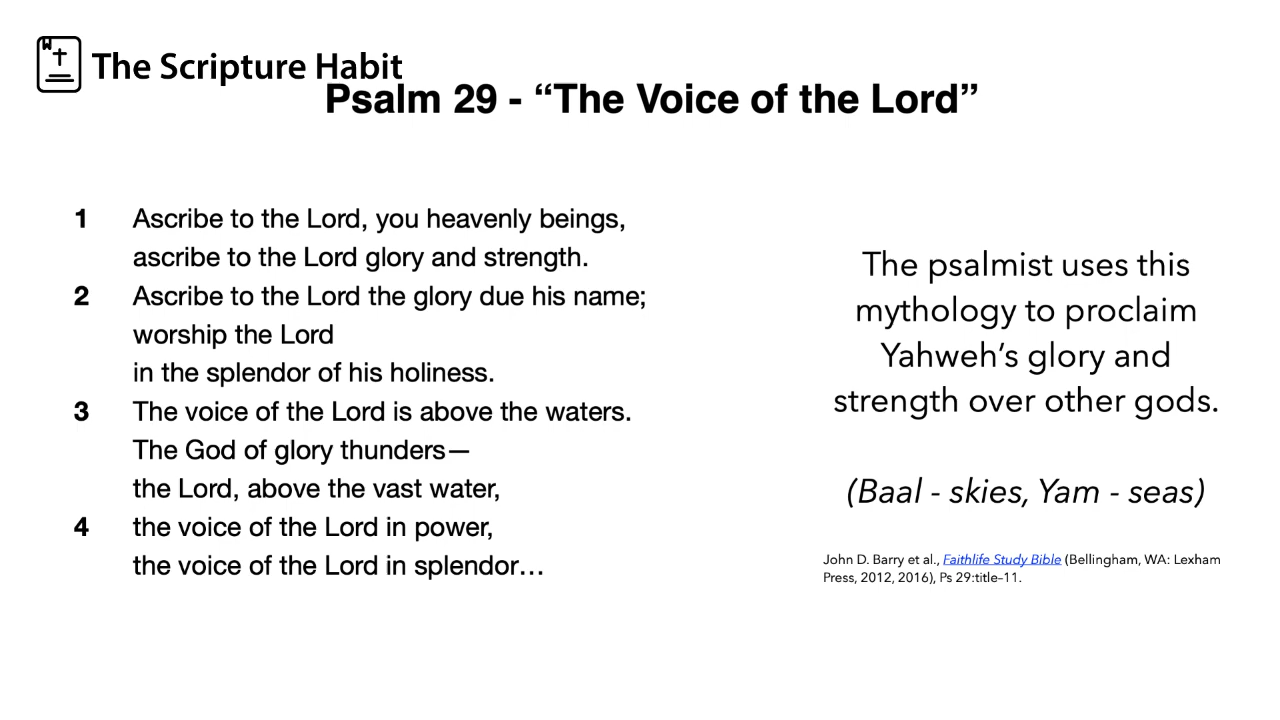 The Scripture Habit
Psalm 29 - “The Voice of the Lord”
1 Ascribe to the Lord, you heavenly beings,
ascribe to the Lord glory and strength.
2 Ascribe to the Lord the glory due his name;
worship the Lord
in the splendor of his holiness.
3 The voice of the Lord is above the waters.
The God of glory thunders—
the Lord, above the vast water,
4 the voice of the Lord in power,
the voice of the Lord in splendor…
The psalmist uses this
mythology to proclaim
Yahweh’s glory and
strength over other gods.
(Baal - skies, Yam - seas)
John D. Barry et al., Faithlife Study Bible (Bellingham, WA: Lexham
Press, 2012, 2016), Ps 29:title–11.